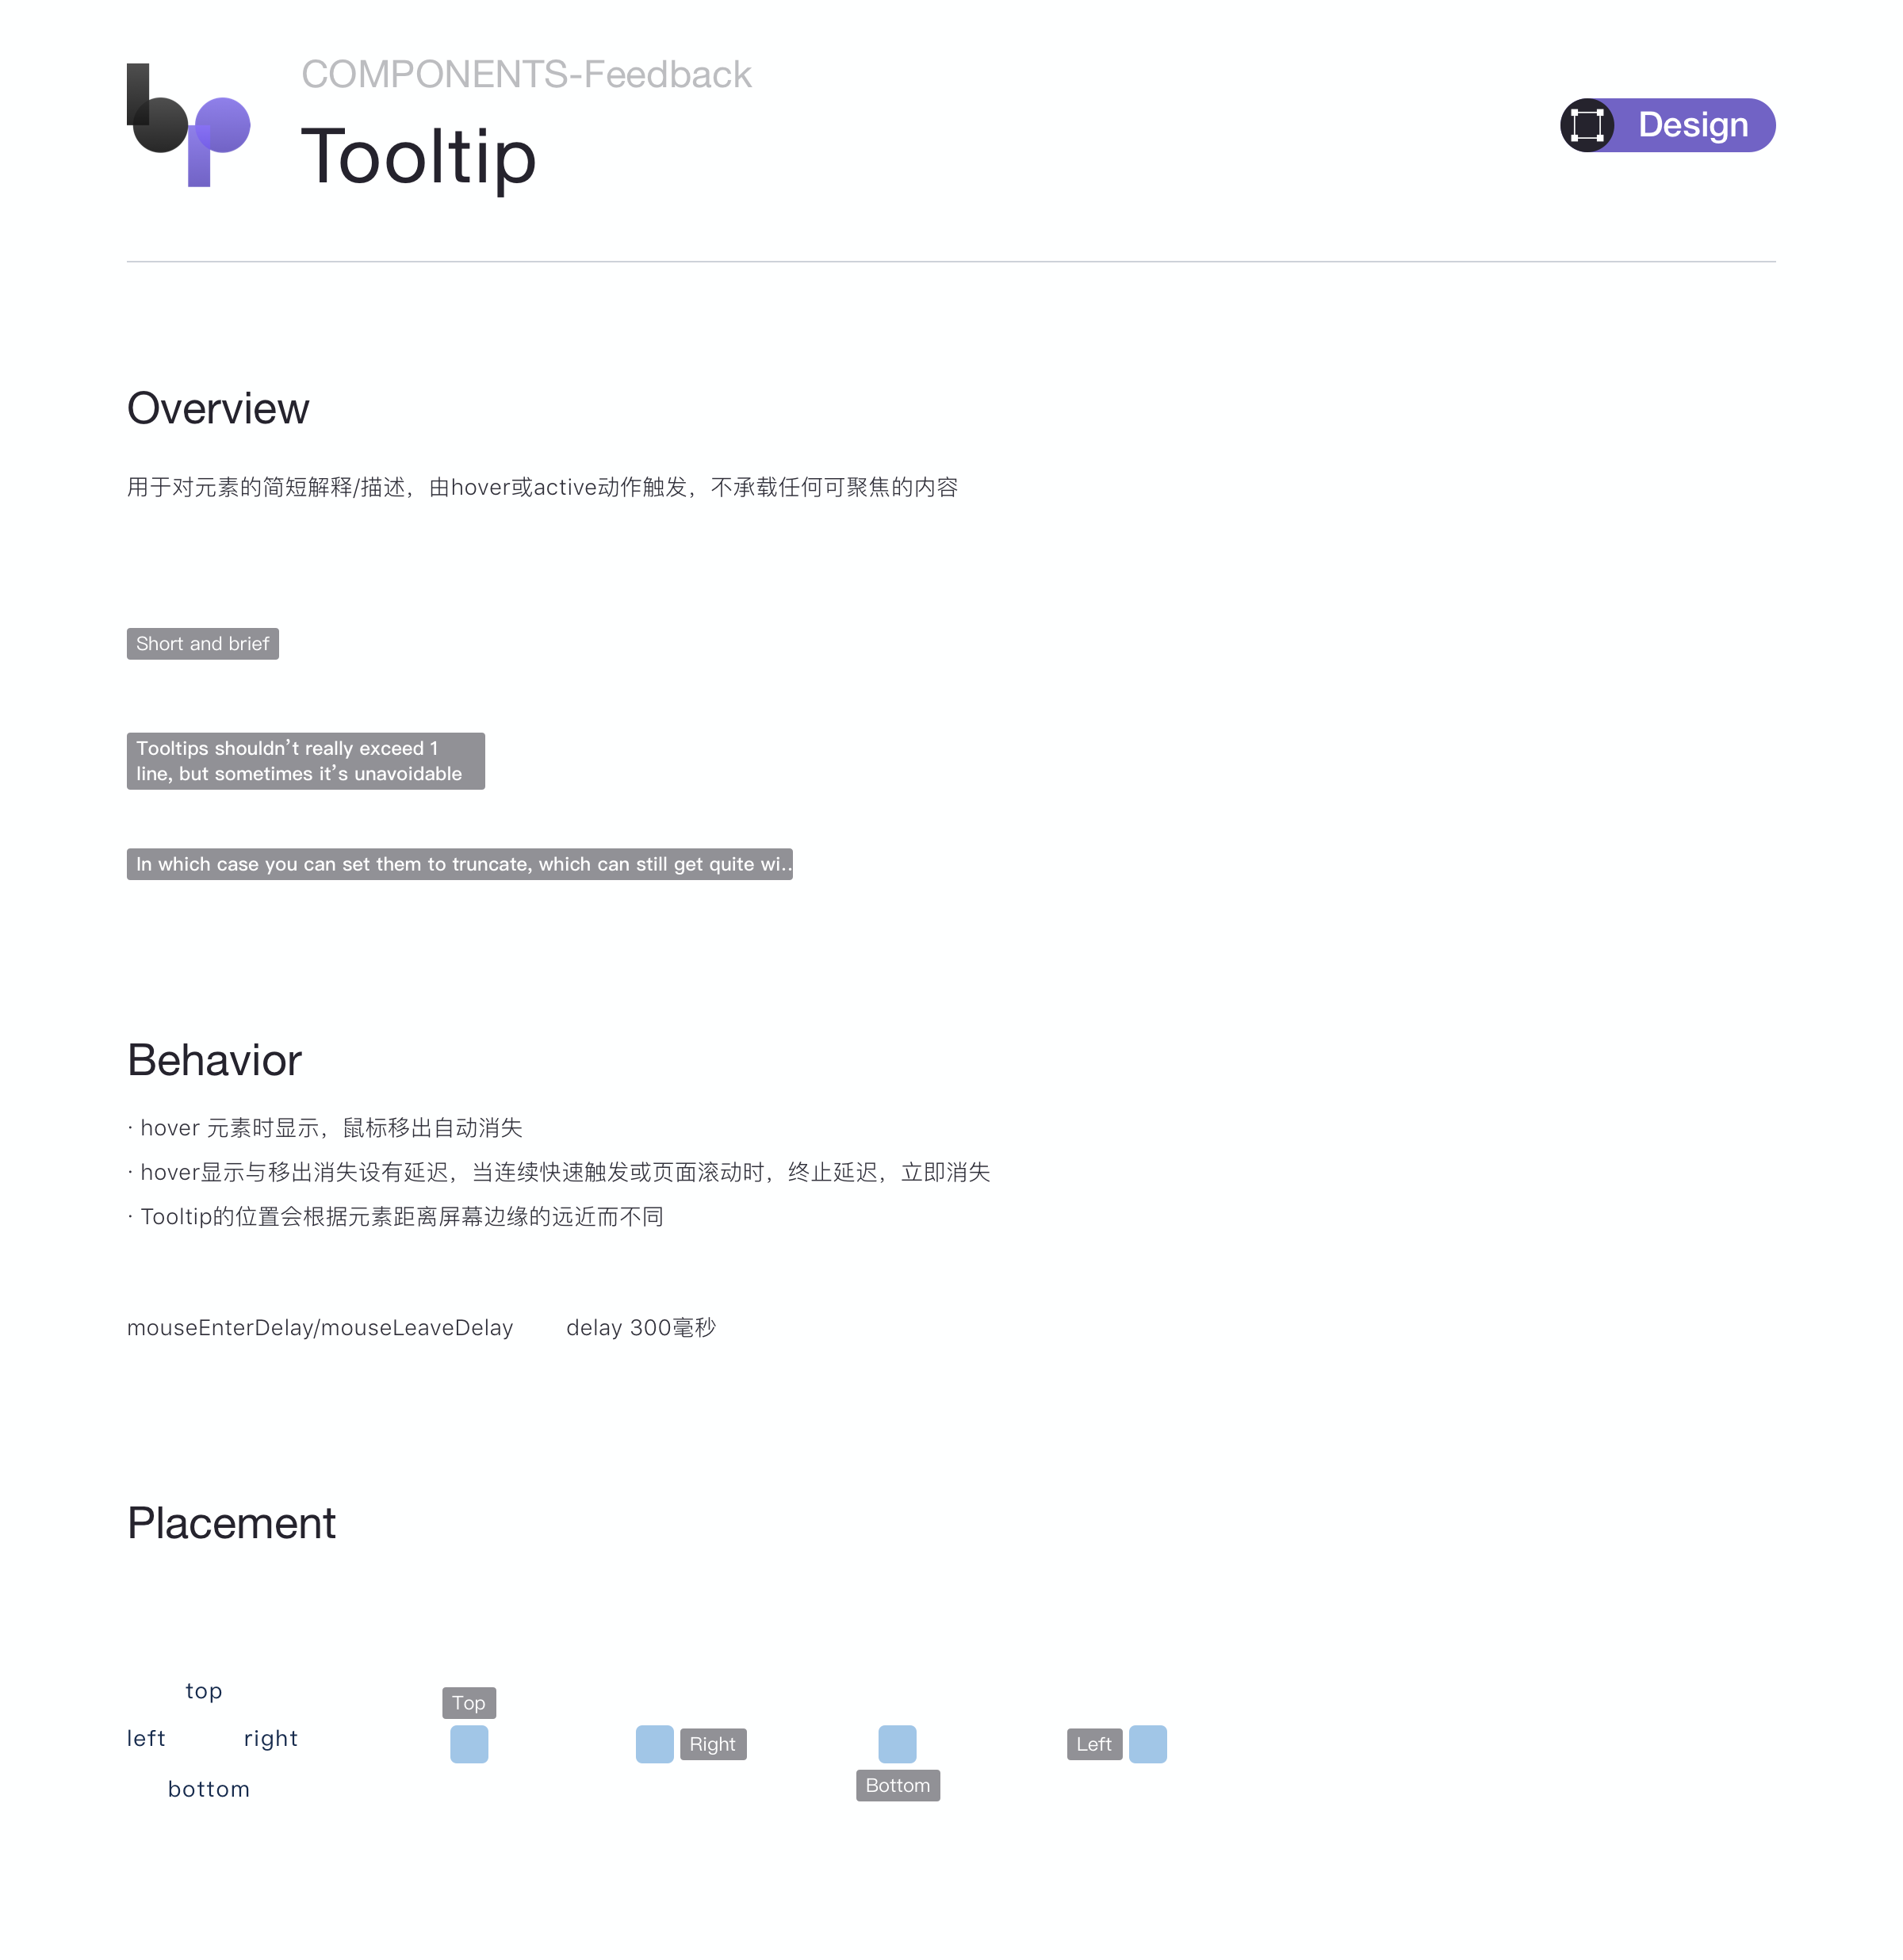 bp
COMPONENTS-Feedback
Tooltip
Design
Overview
用于对元素的简短解释/描述，由hover或active动作触发，不承载任何可聚焦的内容
Short and brief
Tooltips shouldn’t really exceed 1
line, but sometimes it’s unavoidable
In which case you can set them to truncate, which can still get quite wi..
Behavior
· hover 元素时显示，鼠标移出自动消失
· hover显示与移出消失设有延迟，当连续快速触发或页面滚动时，终止延迟，立即消失
· Tooltip的位置会根据元素距离屏幕边缘的远近而不同
mouseEnterDelay/mouseLeaveDelay delay 300毫秒
Placement
top
left right
bottom
Top
Right
Bottom
Left